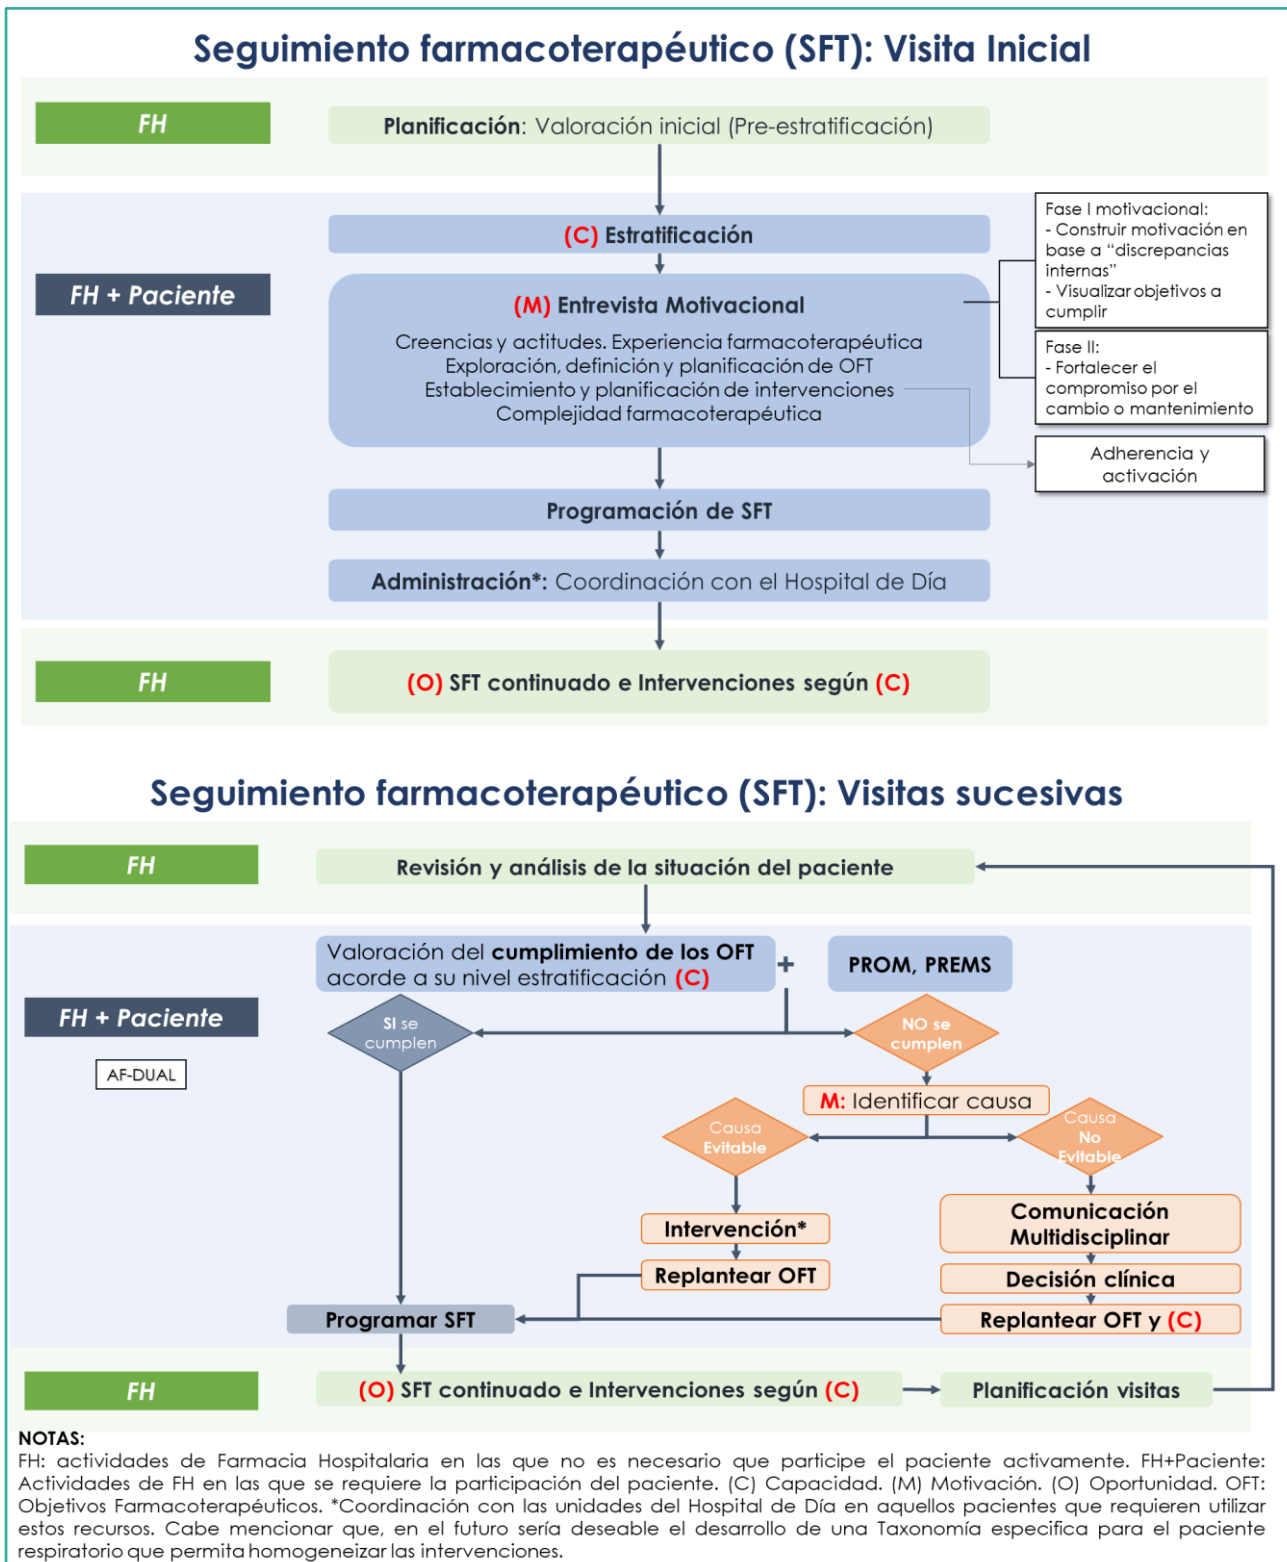 Seguimiento farmacoterapéutico (SFT): Visita Inicial
FH
Planificación: Valoración inicial (Pre-estratificación)
FH + Paciente
(C) Estratificación
(M) Entrevista Motivacional
Creencias y actitudes. Experiencia farmacoterapéutica
Exploración, definición y planificación de OFT
Establecimiento y planificación de intervenciones
Complejidad farmacoterapéutica
Fase I motivacional:
- Construir motivación en
base a “discrepancias
internas”
- Visualizar objetivos a
cumplir
Fase II:
- Fortalecer el
compromiso por el
cambio o mantenimiento
Adherencia y
activación
Programación de SFT
Administración*: Coordinación con el Hospital de Día
FH
(O) SFT continuado e Intervenciones según (C)
Seguimiento farmacoterapéutico (SFT): Visitas sucesivas
FH
Revisión y análisis de la situación del paciente
FH + Paciente
AF-DUAL
Valoración del cumplimiento de los OFT
acorde a su nivel estratificación (C)
+
PROM, PREMS
SI se
cumplen
NO se
cumplen
M: Identificar causa
Causa
Evitable
Causa
No
Evitable
Intervención*
Replantear OFT
Comunicación
Multidisciplinar
Decisión clínica
Replantear OFT y (C)
Programar SFT
FH
(O) SFT continuado e Intervenciones según (C)
Planificación visitas
NOTAS:
FH: actividades de Farmacia Hospitalaria en las que no es necesario que participe el paciente activamente. FH+Paciente:
Actividades de FH en las que se requiere la participación del paciente. (C) Capacidad. (M) Motivación. (O) Oportunidad. OFT:
Objetivos Farmacoterapéuticos. *Coordinación con las unidades del Hospital de Día en aquellos pacientes que requieren utilizar
estos recursos. Cabe mencionar que, en el futuro sería deseable el desarrollo de una Taxonomía especifica para el paciente
respiratorio que permita homogeneizar las intervenciones.